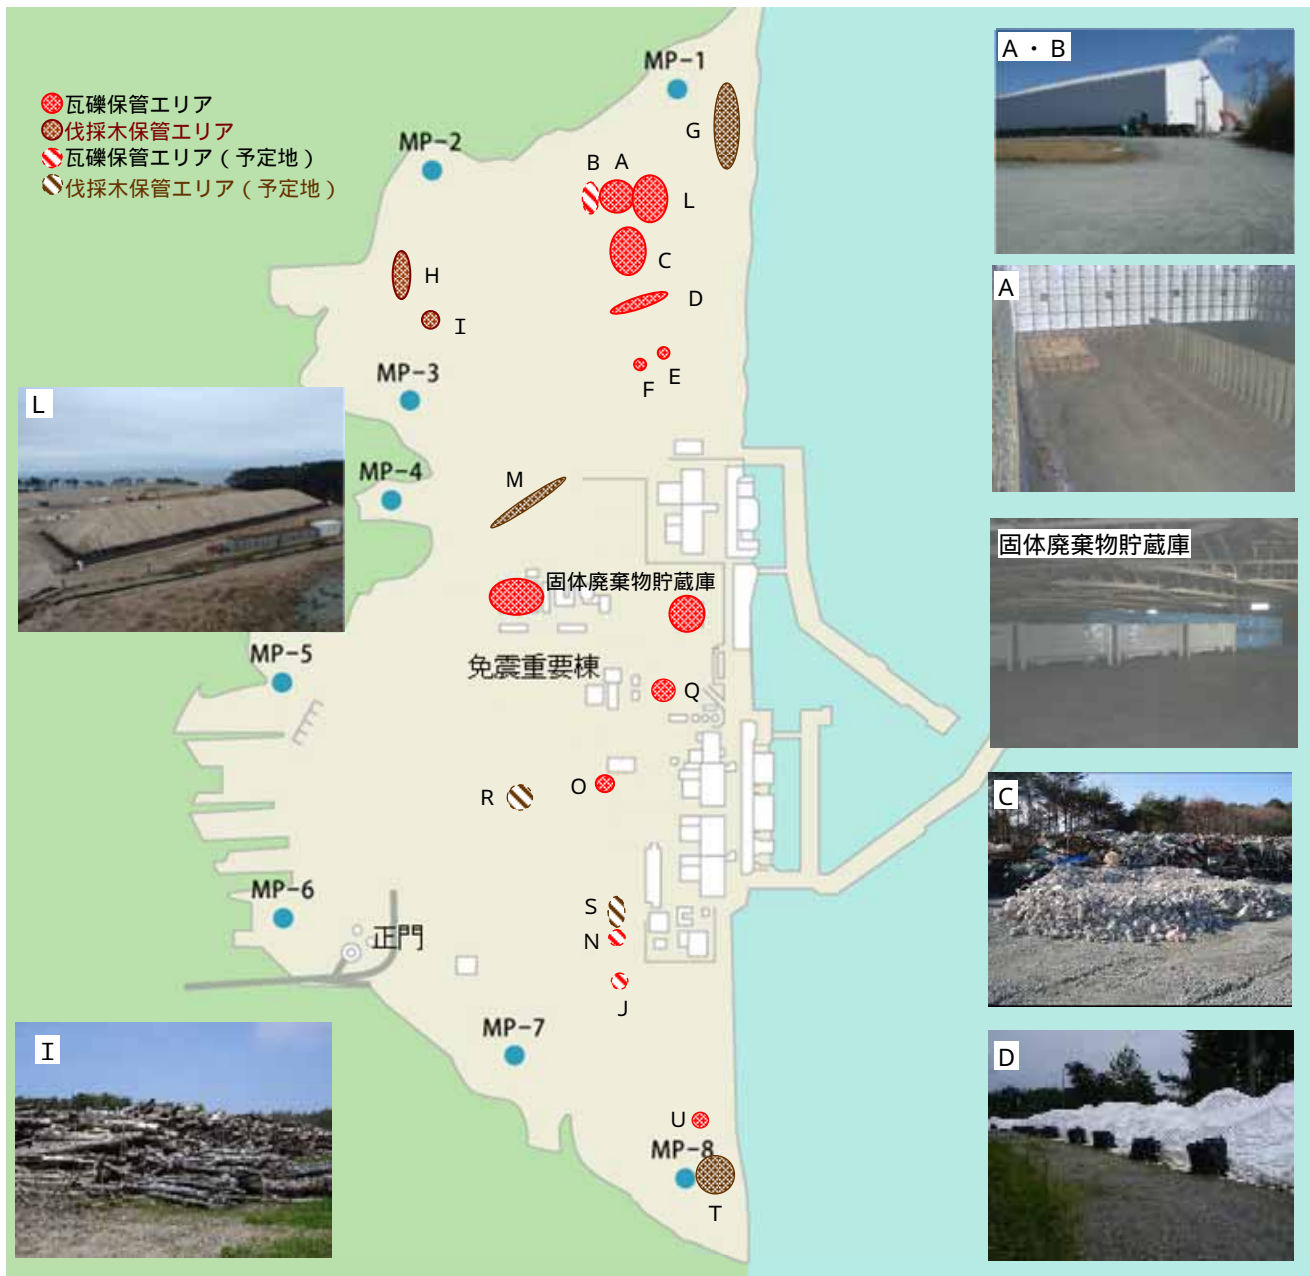 A ・ B
MP-1
瓦礫保管エリア
伐採木保管エリア
瓦礫保管エリア ( 予定地 )
伐採木保管エリア ( 予定地 )
MP-2
G
B
A
L
C
H
D
I
A
F
E
MP-3
L
MP-4
M
固体廃棄物貯蔵庫
固体廃棄物貯蔵庫
MP-5
免震重要棟
Q
O
R
C
MP-6
S
正門
N
J
MP-7
I
D
U
MP-8
T